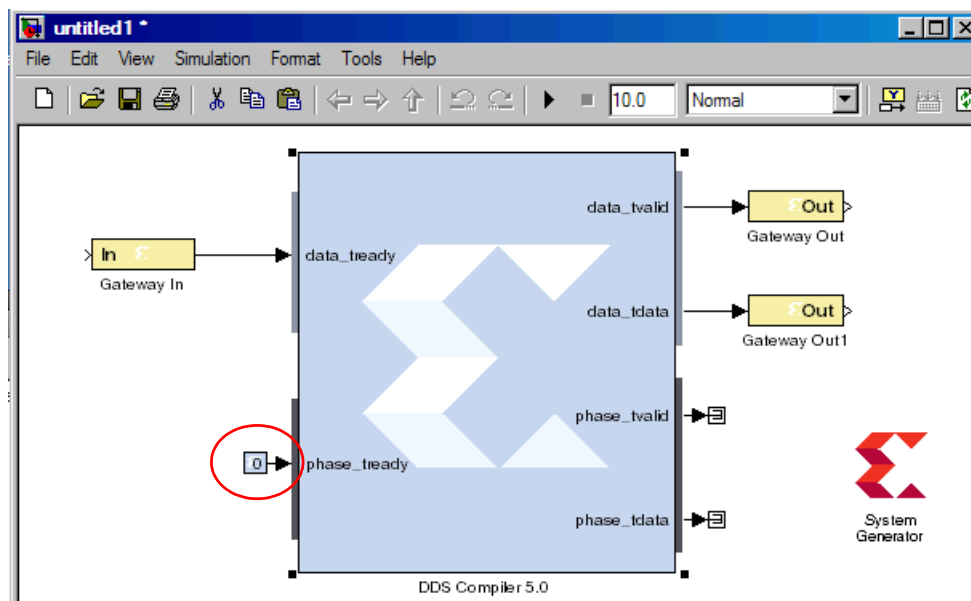 untitled1 *
File Edit View Simulation Format Tools Help
10.0 Normal
data_tvalid Out
Gateway Out
In data_tready
Gateway In
data_tdata Out
Gateway Out1
phase_tvalid
0 phase_tready
phase_tdata
System
Generator
DDS Compiler 5.0